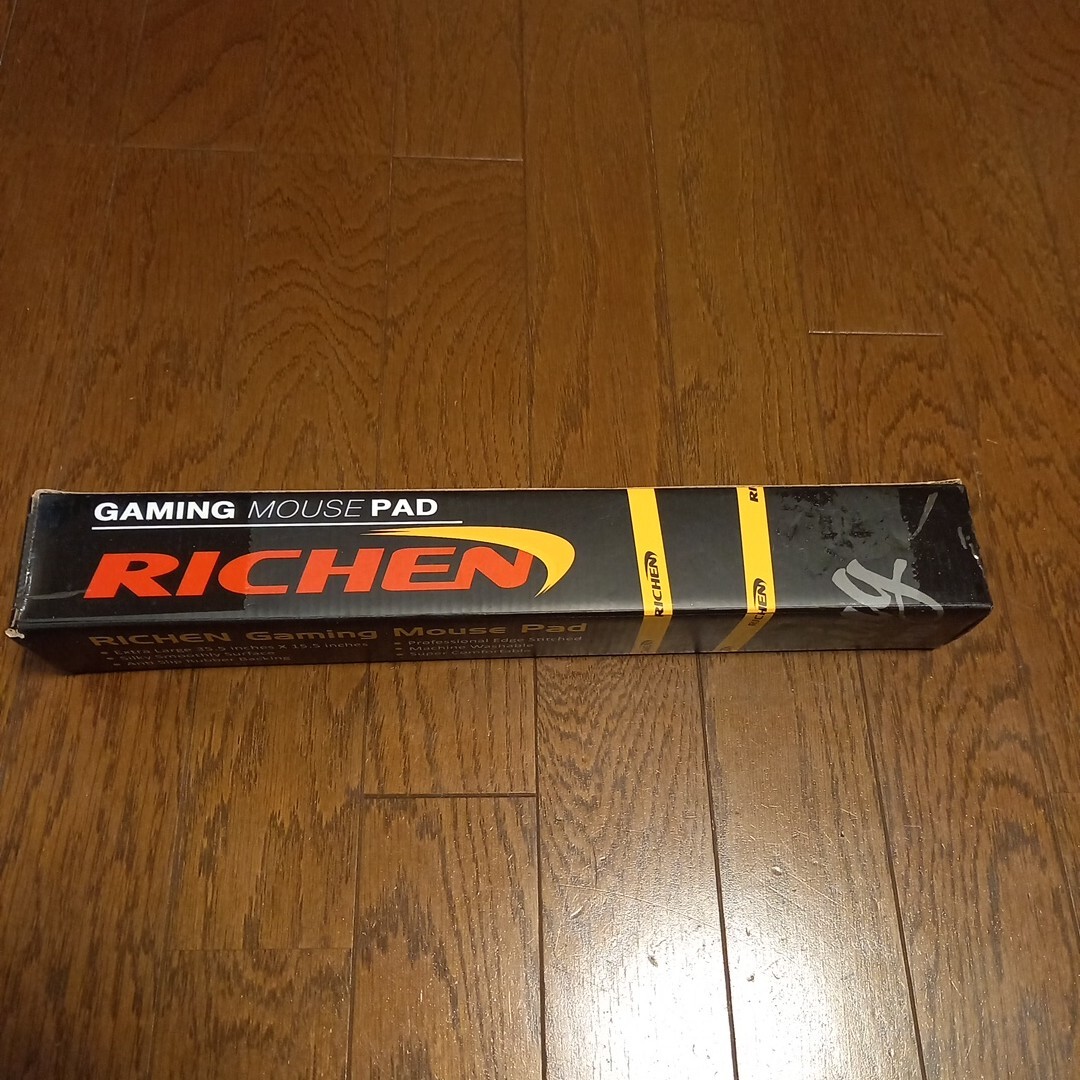 GAMING MOUSE PAD
RICHEN
RICHEN
RICHEN
RICHEN Gaming Mouse Pad
• Extra Large 35.5 inches X 15.5 inches
• Silky Smooth Surface
• Anti Slip Rubber Backing
• Professional Edge Stitched
• Machine Washable
• Super Comfortable